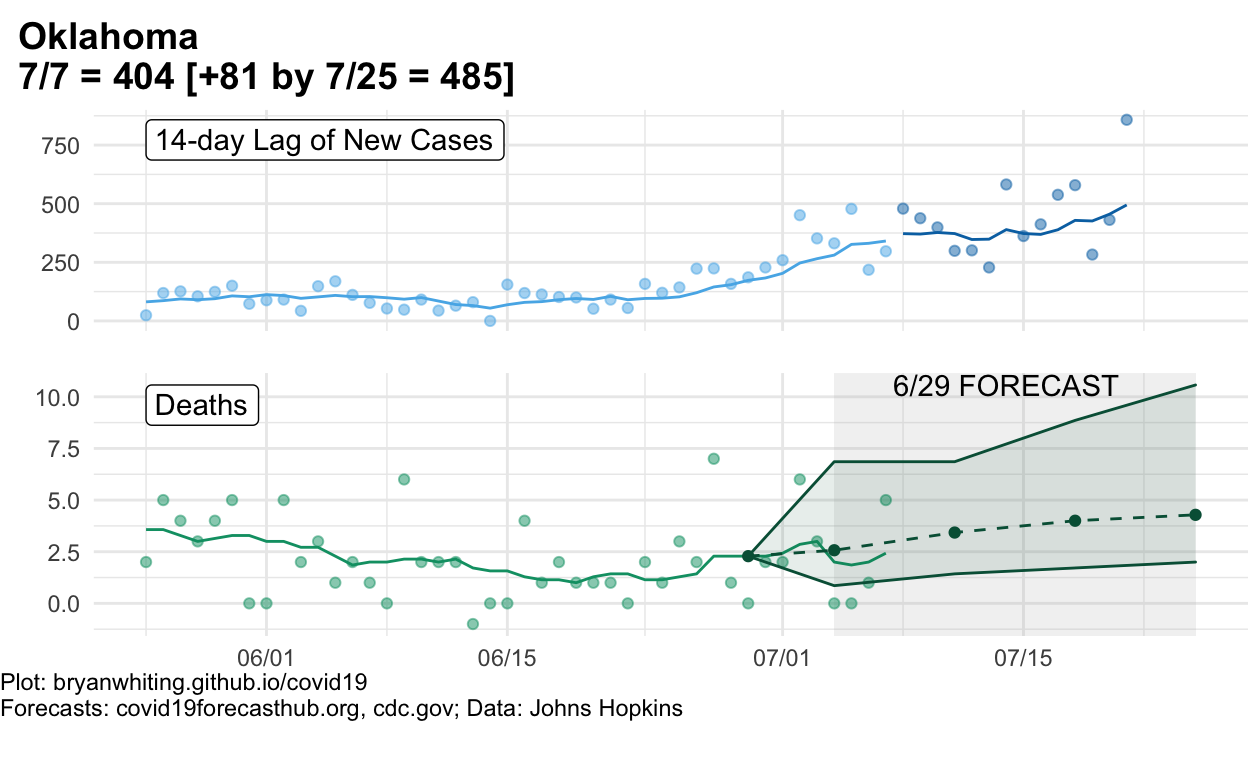 Oklahoma
7/7 = 404 [+81 by 7/25 = 485]
14-day Lag of New Cases
750
500
250
0
6/29 FORECAST
Deaths
10.0
7.5
5.0
2.5
0.0
06/01 06/15 07/01 07/15
Plot: bryanwhiting.github.io/covid19
Forecasts: covid19forecasthub.org, cdc.gov; Data: Johns Hopkins